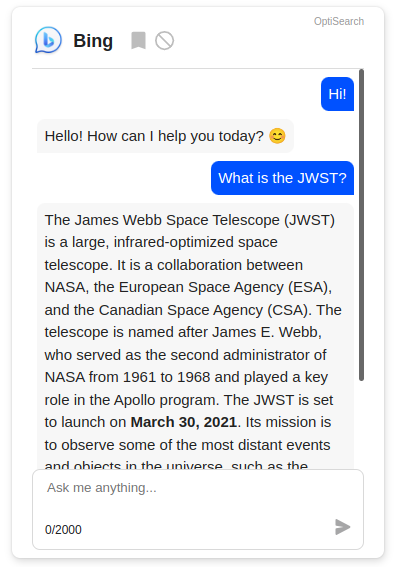 OptiSearch
Bing
Hi!
Hello! How can I help you today? 😊
What is the JWST?
The James Webb Space Telescope (JWST)
is a large, infrared-optimized space
telescope. It is a collaboration between
NASA, the European Space Agency (ESA),
and the Canadian Space Agency (CSA). The
telescope is named after James E. Webb,
who served as the second administrator of
NASA from 1961 to 1968 and played a key
role in the Apollo program. The JWST is set
to launch on March 30, 2021. Its mission is
to observe some of the most distant events
and objects in the universe, such as the
Ask me anything...
0/2000